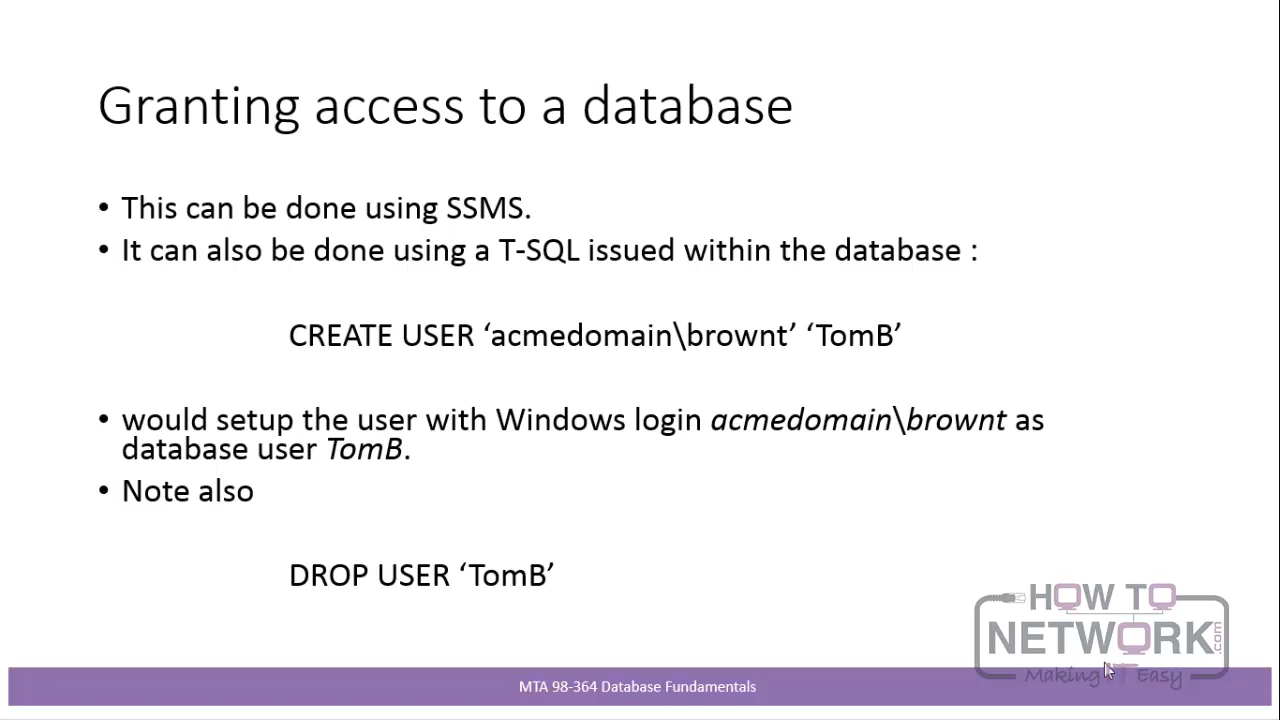 Granting access to a database
• This can be done using SSMS.
• It can also be done using a T-SQL issued within the database :
CREATE USER ‘acmedomain\brownt’ ‘TomB’
• would setup the user with Windows login acmedomain\brownt as
database user TomB.
• Note also
DROP USER ‘TomB’
HOW TO
NETWORK.com
Making IT Easy
MTA 98-364 Database Fundamentals